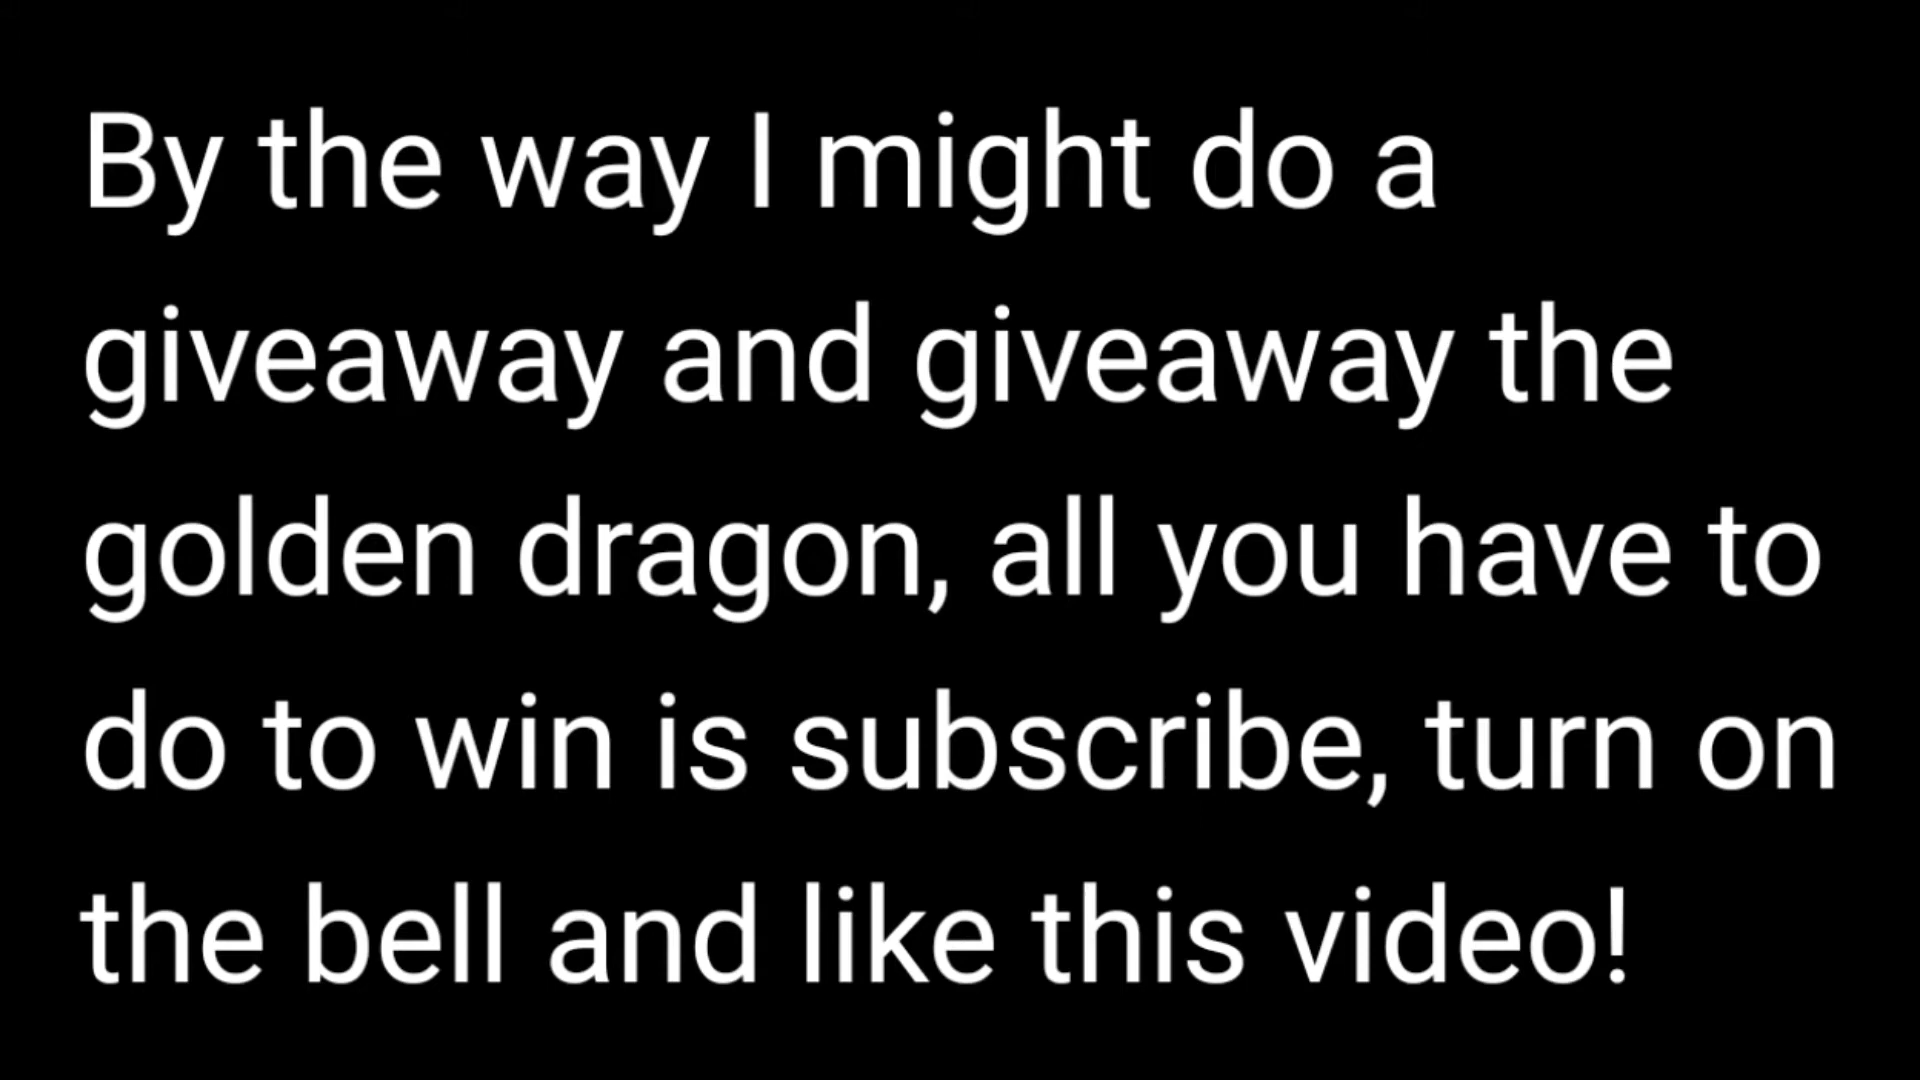 By the way I might do a
giveaway and giveaway the
golden dragon, all you have to
do to win is subscribe, turn on
the bell and like this video!